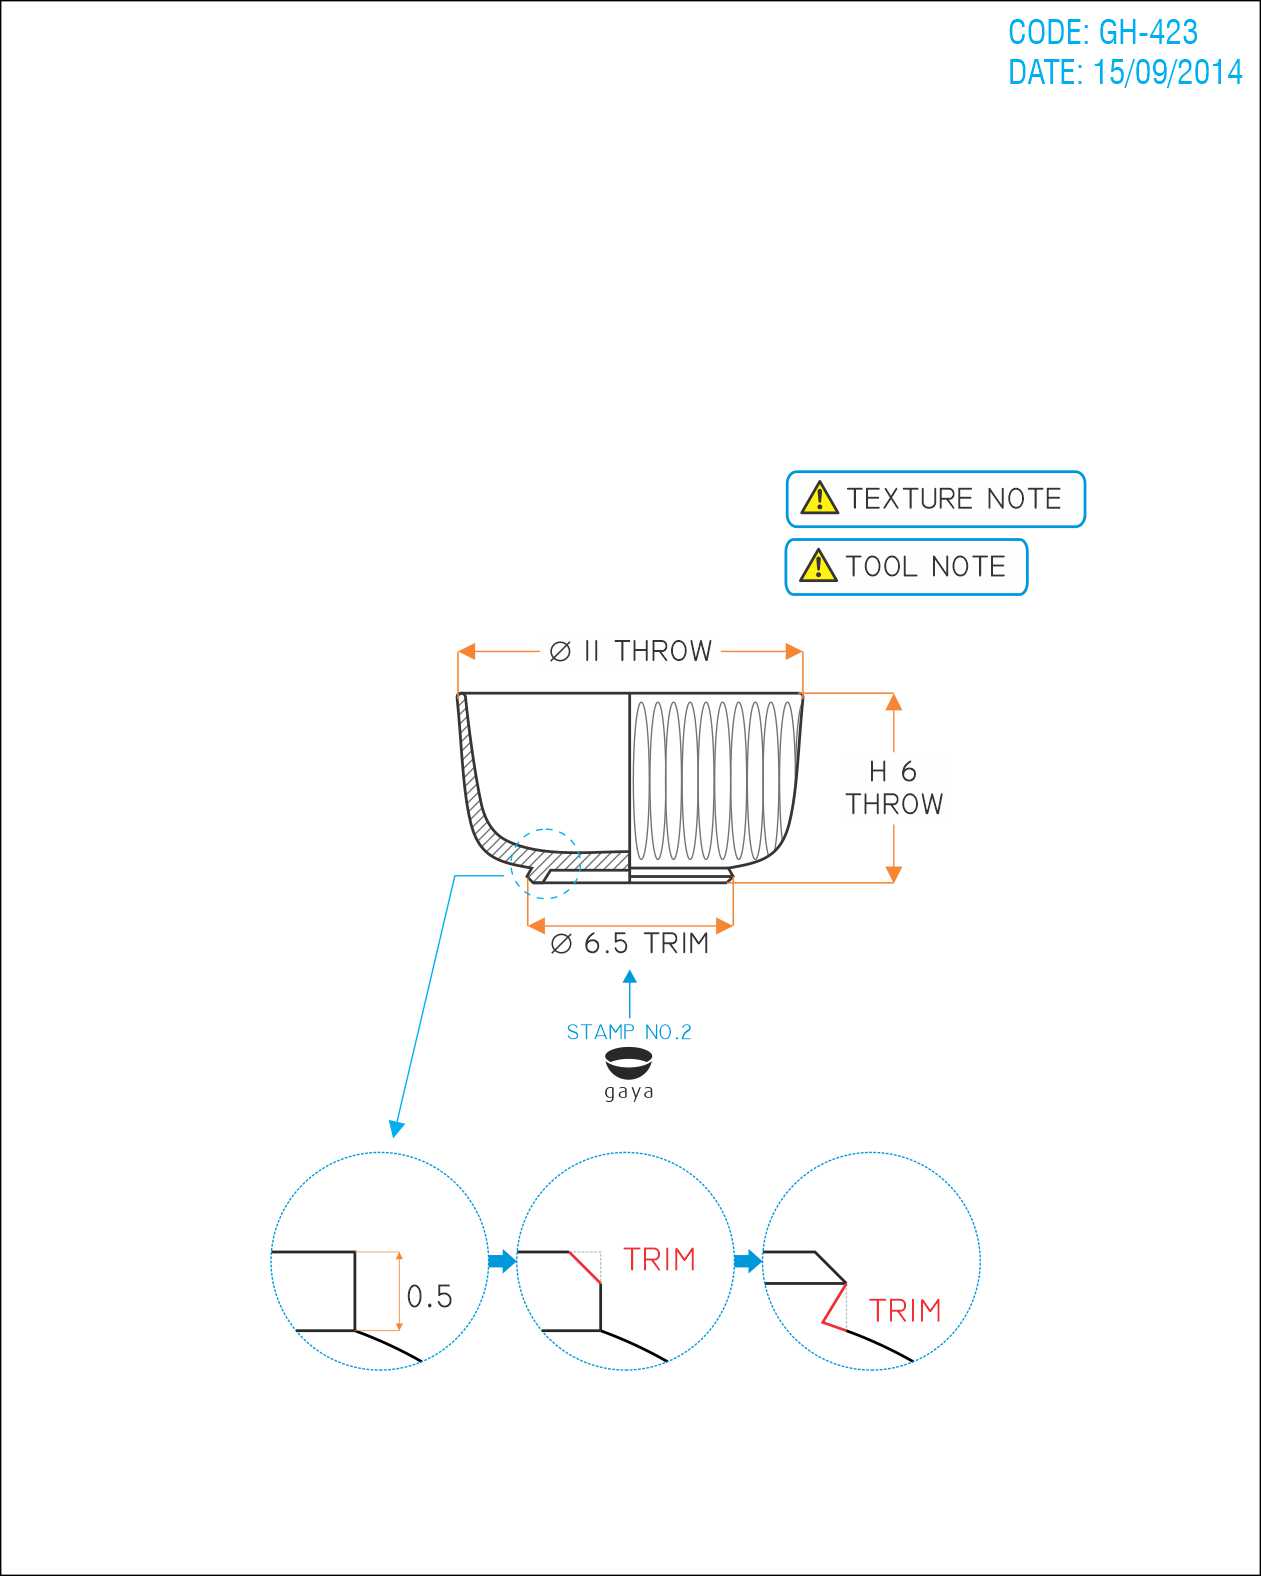 CODE: GH-423
DATE: 15/09/2014
TEXTURE NOTE
TOOL NOTE
Ø 11 THROW
H 6
THROW
Ø 6.5 TRIM
STAMP NO.2
gaya
0.5
TRIM
TRIM